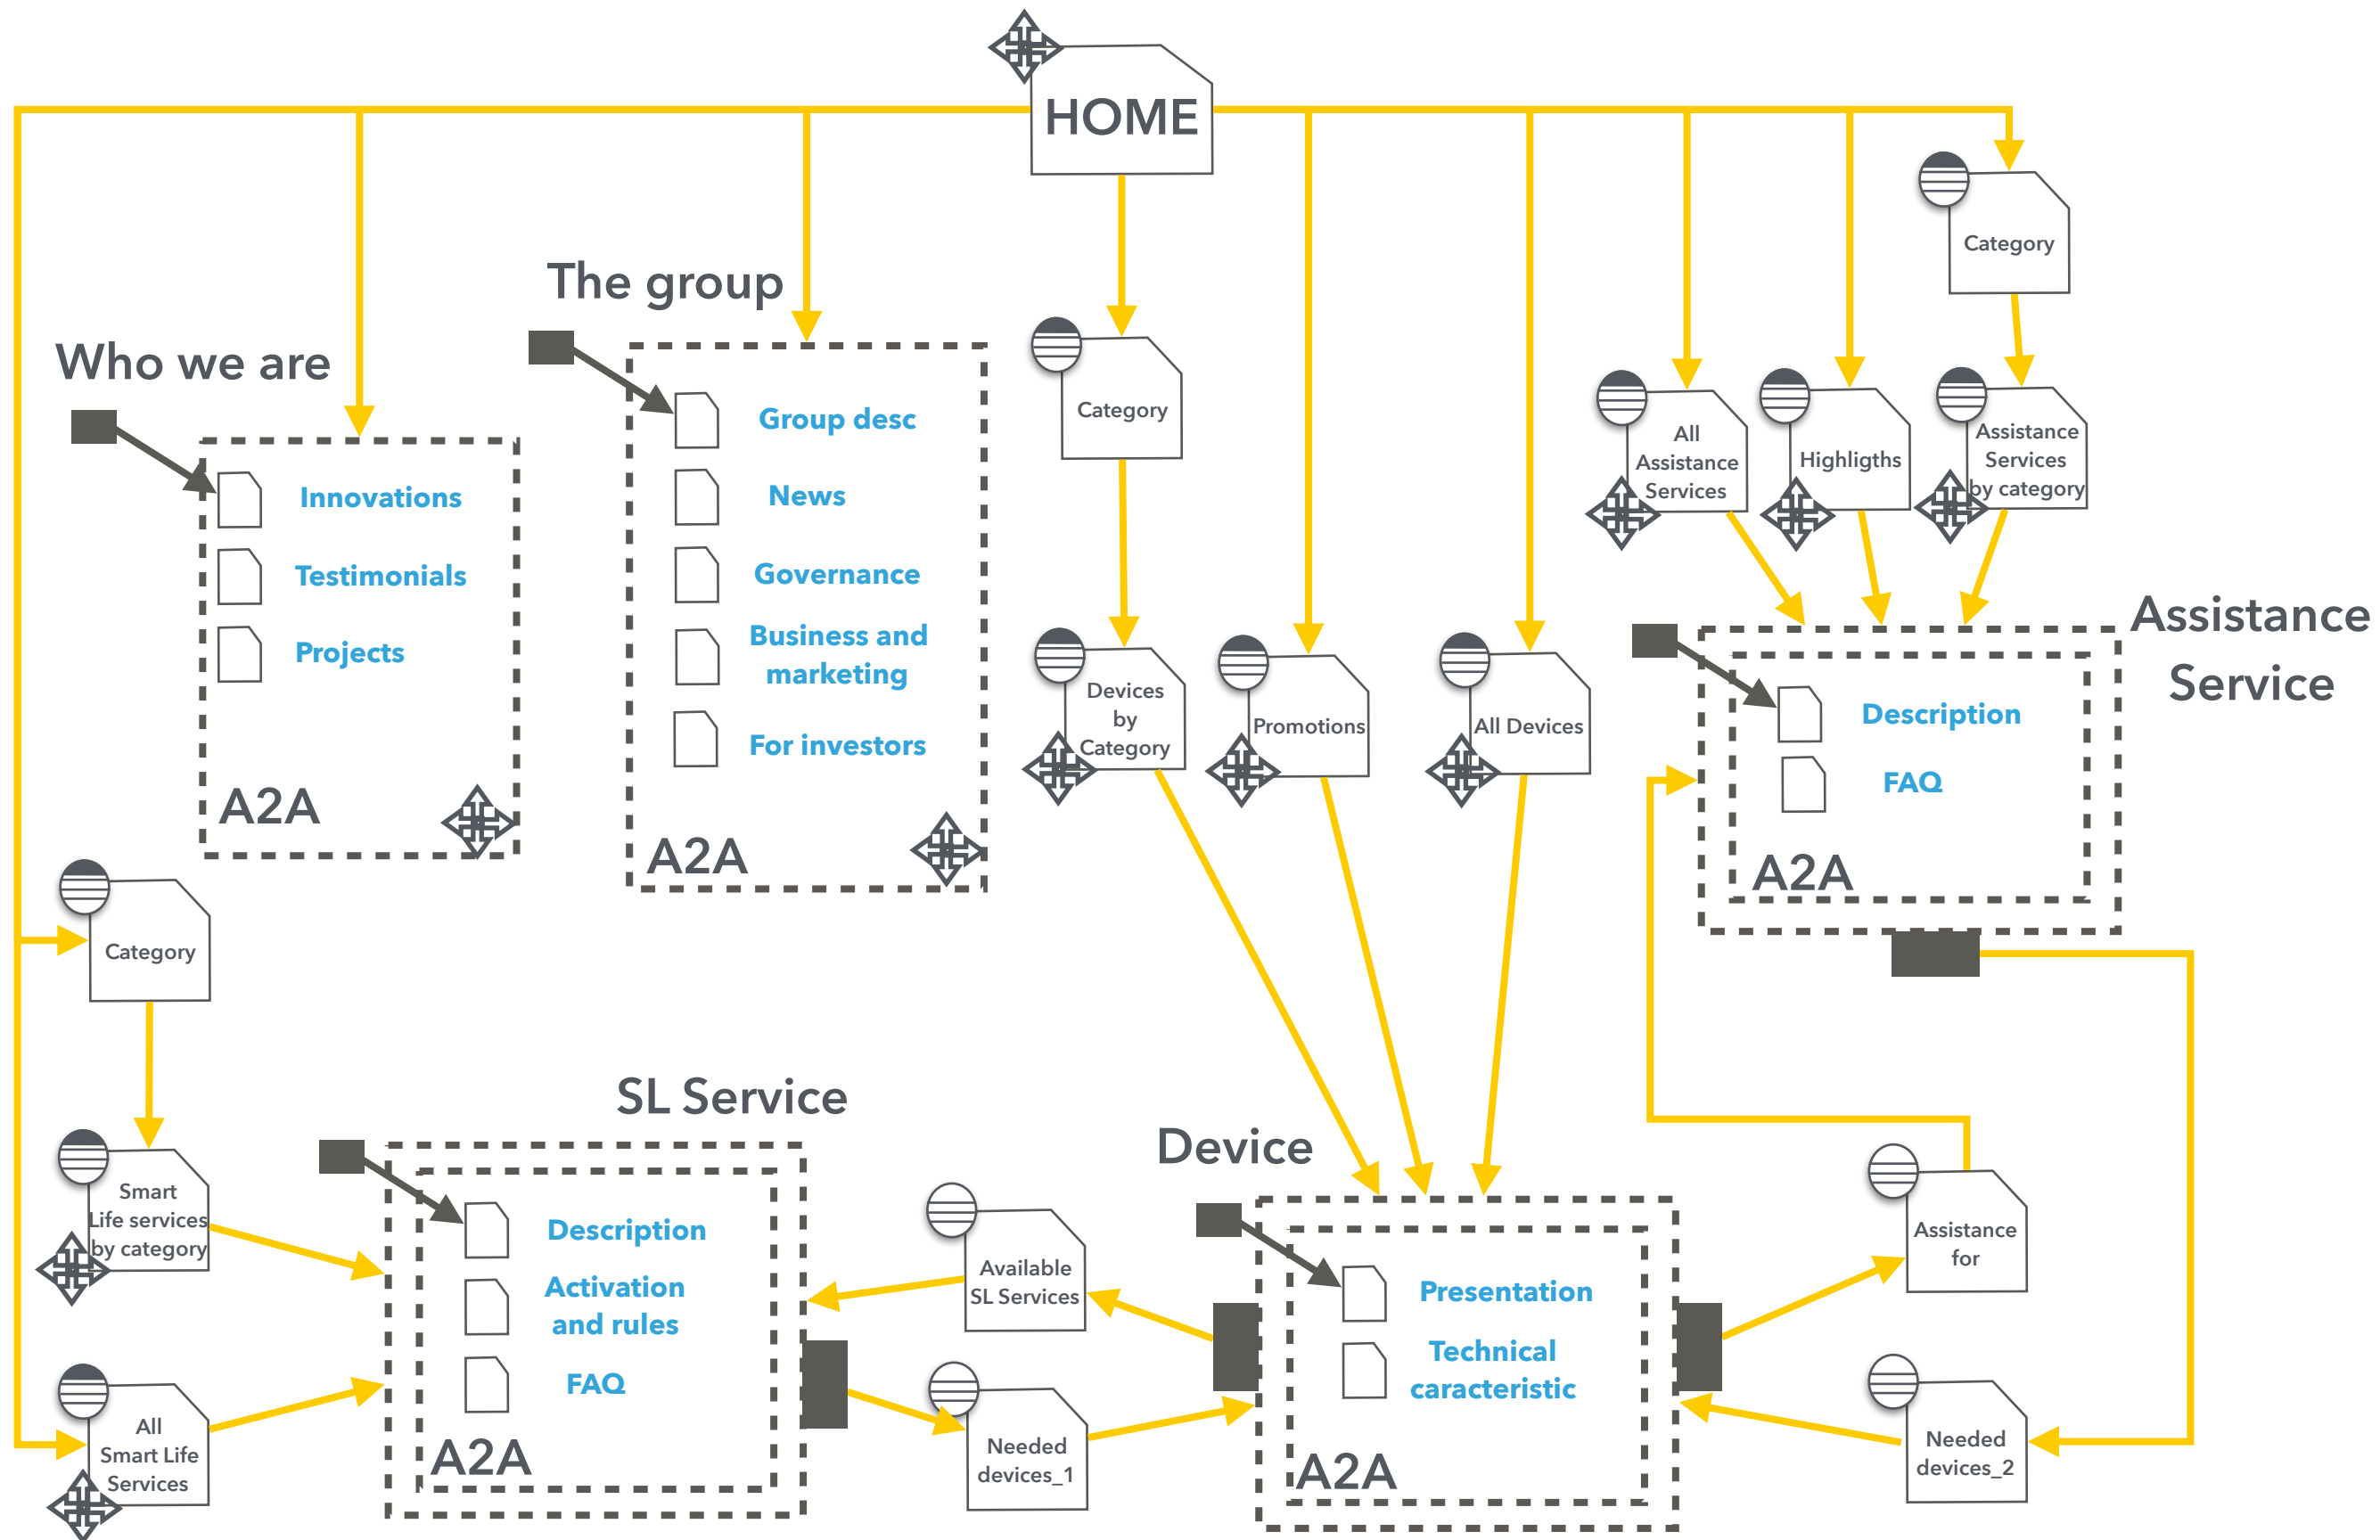 HOME
Category
The group
Who we are
Category
Group desc
All
Assistance
Services
Highligths
Assistance
Services
by category
Innovations
News
Testimonials
Governance
Projects
Business and
marketing
For investors
A2A
A2A
Devices
by
Category
Promotions
All Devices
Assistance
Service
Description
FAQ
A2A
Category
SL Service
Device
Smart
Life services
by category
Description
Activation
and rules
FAQ
A2A
Available
SL Services
Presentation
Technical
caracteristic
A2A
Assistance
for
All
Smart Life
Services
Needed
devices_1
Needed
devices_2